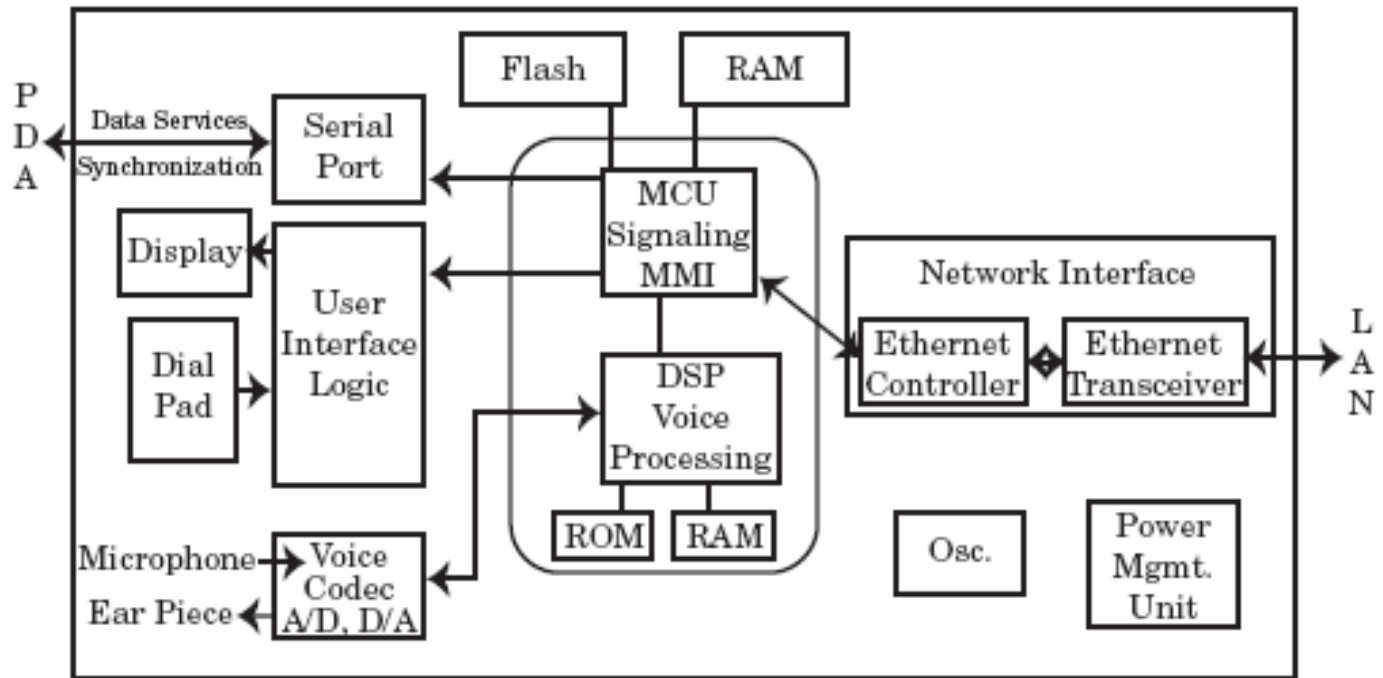 Flash
RAM
P
D
A
Data Services
Synchronization
Serial
Port
MCU
Signaling
MMI
Display
User
Interface
Logic
Dial
Pad
Network Interface
Ethernet
Controller
Ethernet
Transceiver
L
A
N
DSP
Voice
Processing
ROM
RAM
Microphone
Ear Piece
Voice
Codec
A/D, D/A
Osc.
Power
Mgmt.
Unit